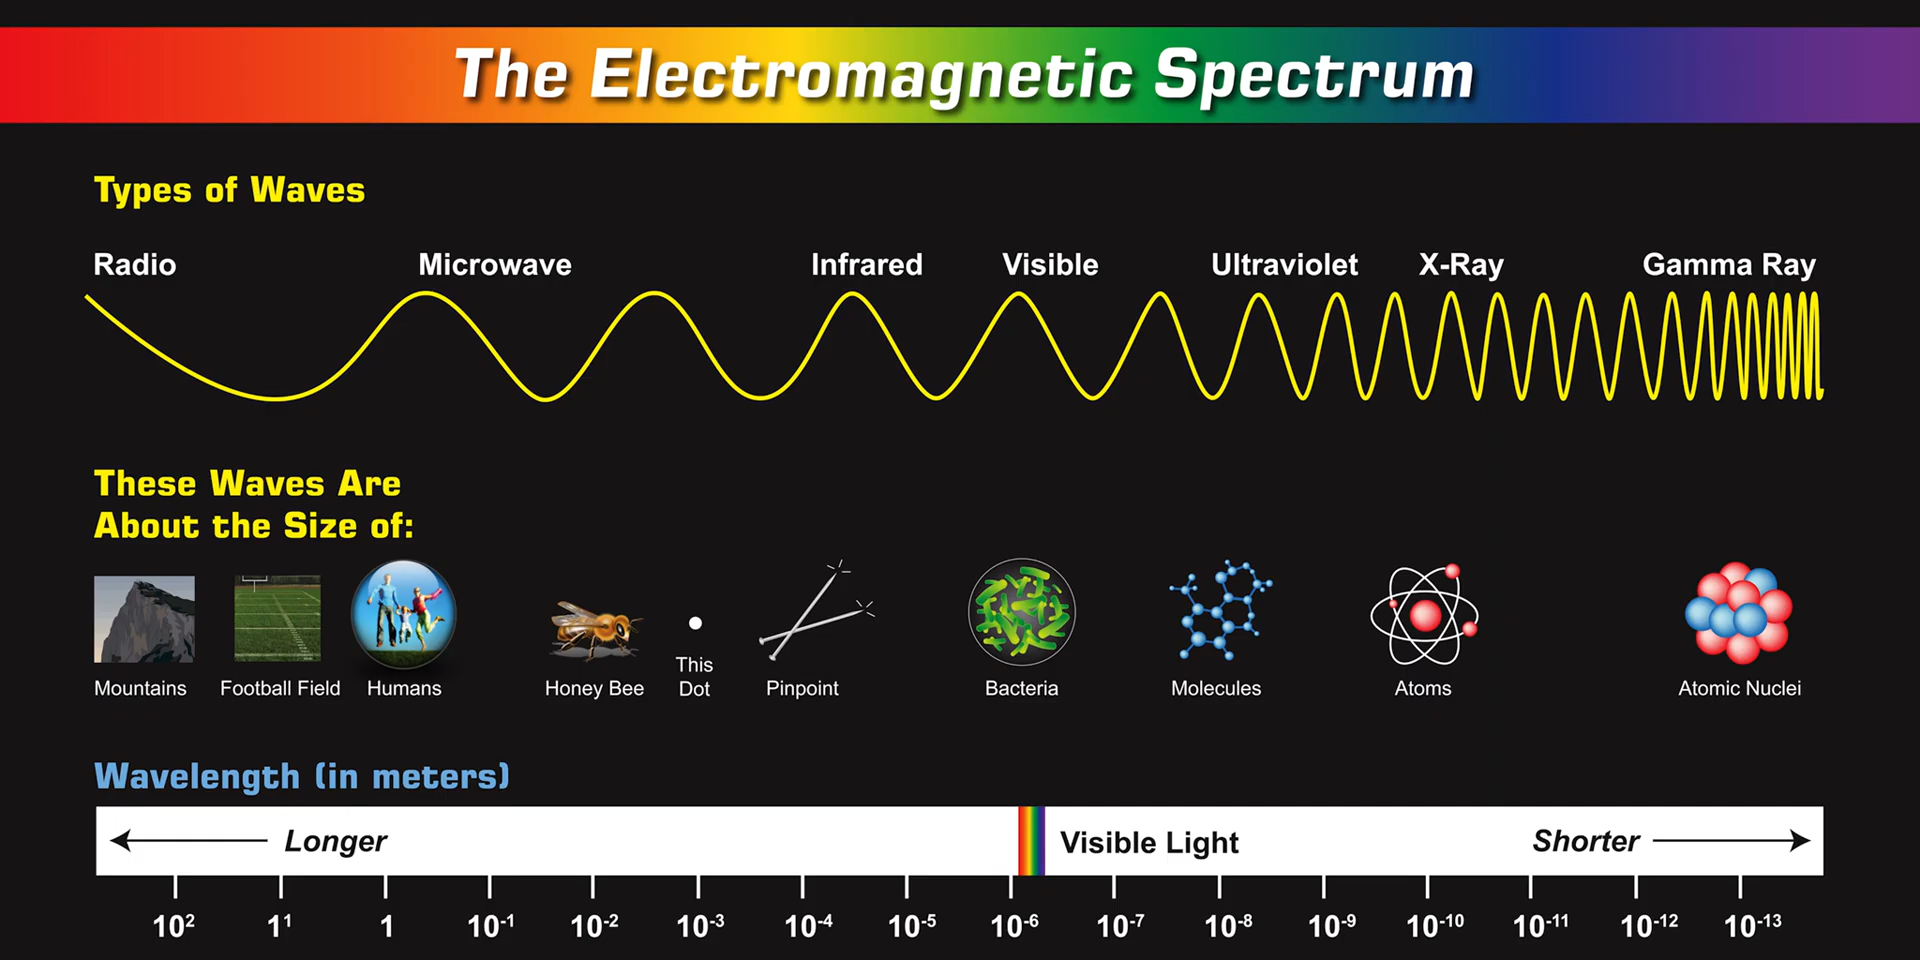 The Electromagnetic Spectrum
Types of Waves
Radio Microwave Infrared Visible Ultraviolet X-Ray Gamma Ray
These Waves Are
About the Size of:
Mountains Football Field Humans Honey Bee This Dot Pinpoint Bacteria Molecules Atoms Atomic Nuclei
Wavelength (in meters)
Longer Visible Light Shorter
10² 1¹ 1 10⁻¹ 10⁻² 10⁻³ 10⁻⁴ 10⁻⁵ 10⁻⁶ 10⁻⁷ 10⁻⁸ 10⁻⁹ 10⁻¹⁰ 10⁻¹¹ 10⁻¹² 10⁻¹³